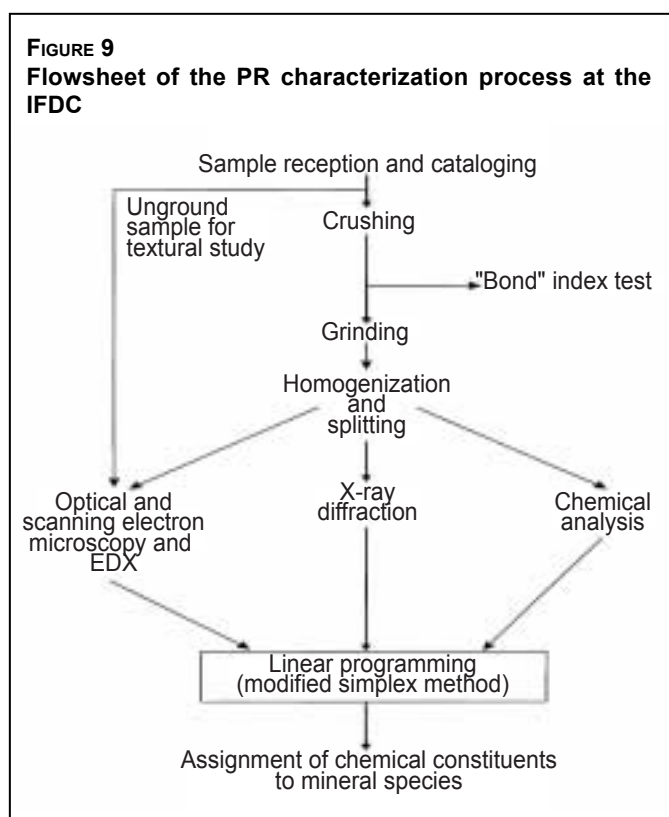 FIGURE 9
Flowsheet of the PR characterization process at the
IFDC
Sample reception and cataloging
Unground
sample for
textural study
Crushing
"Bond" index test
Grinding
Homogenization
and
splitting
Optical and
scanning electron
microscopy and
EDX
X-ray
diffraction
Chemical
analysis
Linear programming
(modified simplex method)
Assignment of chemical constituents
to mineral species